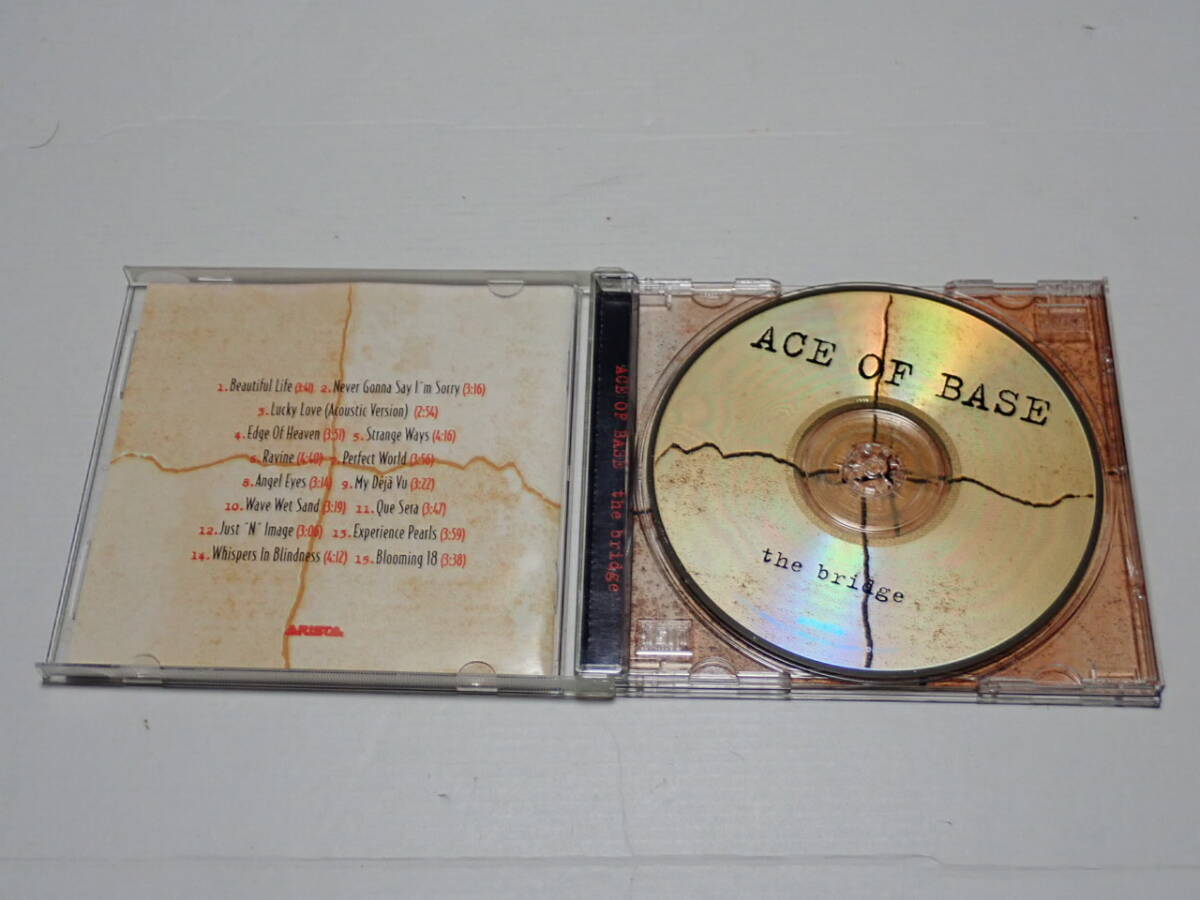 1. Beautiful Life (3:41) 2. Never Gonna Say I'm Sorry (3:16)
3. Lucky Love (Acoustic Version) (2:54)
4. Edge Of Heaven (3:51) 5. Strange Ways (4:16)
6. Ravine (4:40) 7. Perfect World (3:56)
8. Angel Eyes (3:14) 9. My Déjà Vu (3:22)
10. Wave Wet Sand (3:19) 11. Que Sera (3:47)
12. Just "N" Image (3:06) 13. Experience Pearls (3:59)
14. Whispers In Blindness (4:12) 15. Blooming 18 (3:38)
ARISTA
ACE OF BASE the bridge
ACE OF BASE
the bridge